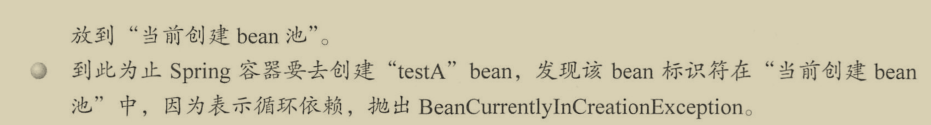 放到“当前创建 bean 池”。
到此为止 Spring 容器要去创建“testA”bean，发现该 bean 标识符在“当前创建 bean
池”中，因为表示循环依赖，抛出 BeanCurrentlyInCreationException。